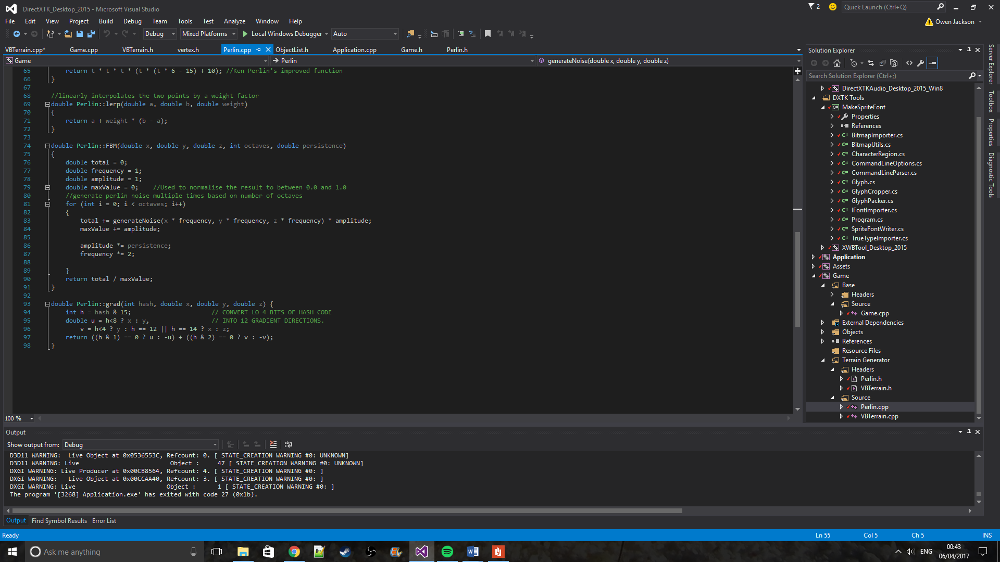 DirectXTK_Desktop_2015 - Microsoft Visual Studio
2
Quick Launch (Ctrl+Q)
File Edit View Project Build Debug Team Tools Test Analyze Window Help
Owen Jackson
Debug Mixed Platforms Local Windows Debugger Auto
VBTerrain.cpp* Game.cpp VBTerrain.h vertex.h Perlin.cpp ObjectList.h Application.cpp Game.h Perlin.h
Game Perlin generateNoise(double x, double y, double z)
65 return t * t * t * (t * (t * 6 - 15) + 10); //Ken Perlin's improved function
66 }
67
68 //linearly interpolates the two points by a weight factor
69 double Perlin::lerp(double a, double b, double weight)
70 {
71 return a + weight * (b - a);
72 }
73
74 double Perlin::FBM(double x, double y, double z, int octaves, double persistence)
75 {
76 double total = 0;
77 double frequency = 1;
78 double amplitude = 1;
79 double maxValue = 0; //Used to normalise the result to between 0.0 and 1.0
80 //generate perlin noise multiple times based on number of octaves
81 for (int i = 0; i < octaves; i++)
82 {
83 total += generateNoise(x * frequency, y * frequency, z * frequency) * amplitude;
84 maxValue += amplitude;
85
86 amplitude *= persistence;
87 frequency *= 2;
88
89 }
90 return total / maxValue;
91 }
92
93 double Perlin::grad(int hash, double x, double y, double z) {
94 int h = hash & 15; // CONVERT LO 4 BITS OF HASH CODE
95 double u = h<8 ? x : y, // INTO 12 GRADIENT DIRECTIONS.
96 v = h<4 ? y : h == 12 || h == 14 ? x : z;
97 return ((h & 1) == 0 ? u : -u) + ((h & 2) == 0 ? v : -v);
98 }
100 %
Solution Explorer
Search Solution Explorer (Ctrl+;)
DirectXTKAudio_Desktop_2015_Win8
DXTK Tools
C# MakeSpriteFont
Properties
References
C# BitmapImporter.cs
C# BitmapUtils.cs
C# CharacterRegion.cs
C# CommandLineOptions.cs
C# CommandLineParser.cs
C# Glyph.cs
C# GlyphCropper.cs
C# GlyphPacker.cs
C# IFontImporter.cs
C# Program.cs
C# SpriteFontWriter.cs
C# TrueTypeImporter.cs
XWBTool_Desktop_2015
Application
Assets
Game
Base
Headers
Source
Game.cpp
External Dependencies
Objects
References
Resource Files
Terrain Generator
Headers
Perlin.h
VBTerrain.h
Source
Perlin.cpp
VBTerrain.cpp
Server Explorer
Toolbox
Properties
Diagnostic Tools
Output
Show output from: Debug
D3D11 WARNING: Live Object at 0x0536553C, Refcount: 0. [ STATE_CREATION WARNING #0: UNKNOWN]
D3D11 WARNING: Live Object : 47 [ STATE_CREATION WARNING #0: UNKNOWN]
DXGI WARNING: Live Producer at 0x00CB8564, Refcount: 4. [ STATE_CREATION WARNING #0: ]
DXGI WARNING: Live Object at 0x00CCAA40, Refcount: 3. [ STATE_CREATION WARNING #0: ]
DXGI WARNING: Live Object : 1 [ STATE_CREATION WARNING #0: ]
The program '[3268] Application.exe' has exited with code 27 (0x1b).
Output Find Symbol Results Error List
Ready Ln 55 Col 5 Ch 5 INS
Ask me anything
ENG
00:43
06/04/2017